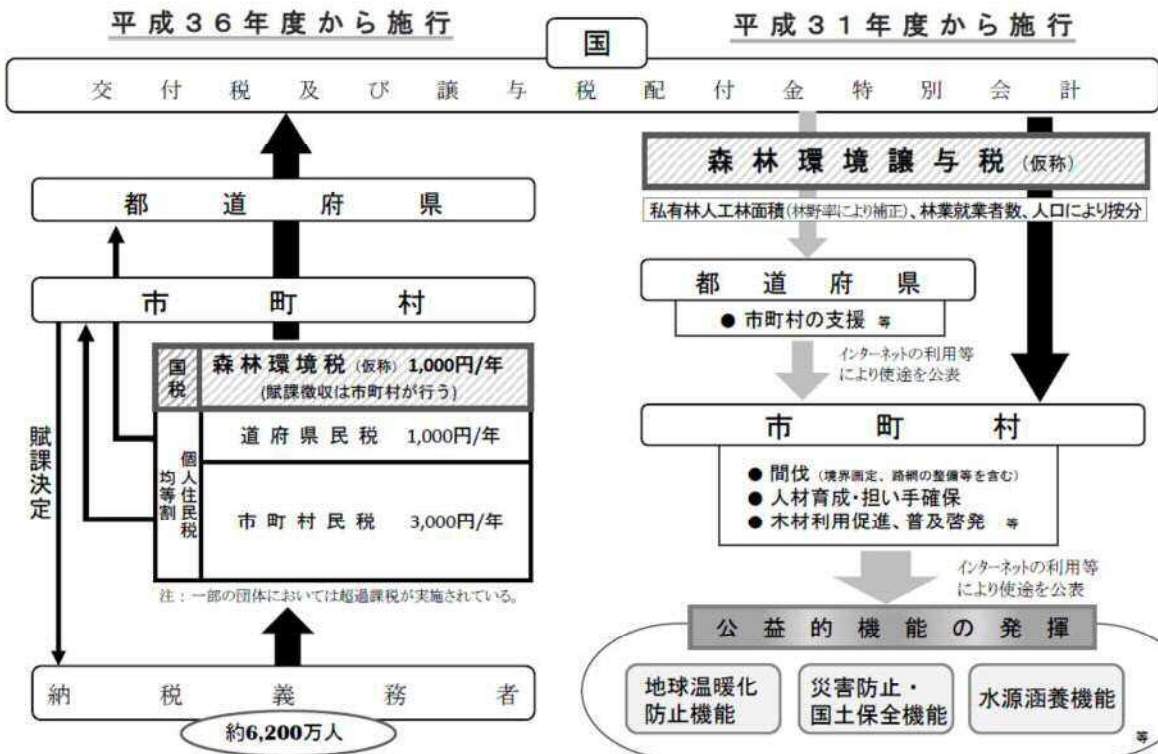 平成３６年度から施行
平成３１年度から施行
国
交付税及び譲与税配付金特別会計
都道府県
市町村
国税
森林環境税（仮称）1,000円/年
(賦課徴収は市町村が行う)
個人住民税
均等割
道府県民税 1,000円/年
市町村民税 3,000円/年
賦課決定
注：一部の団体においては超過課税が実施されている。
納税義務者
約6,200万人
森林環境譲与税（仮称）
私有林人工林面積(林野率により補正)、林業就業者数、人口により按分
都道府県
● 市町村の支援 等
インターネットの利用等
により使途を公表
市町村
● 間伐（境界画定、路網の整備等を含む）
● 人材育成・担い手確保
● 木材利用促進、普及啓発 等
インターネットの利用等
により使途を公表
公益的機能の発揮
地球温暖化
防止機能
災害防止・
国土保全機能
水源涵養機能
等